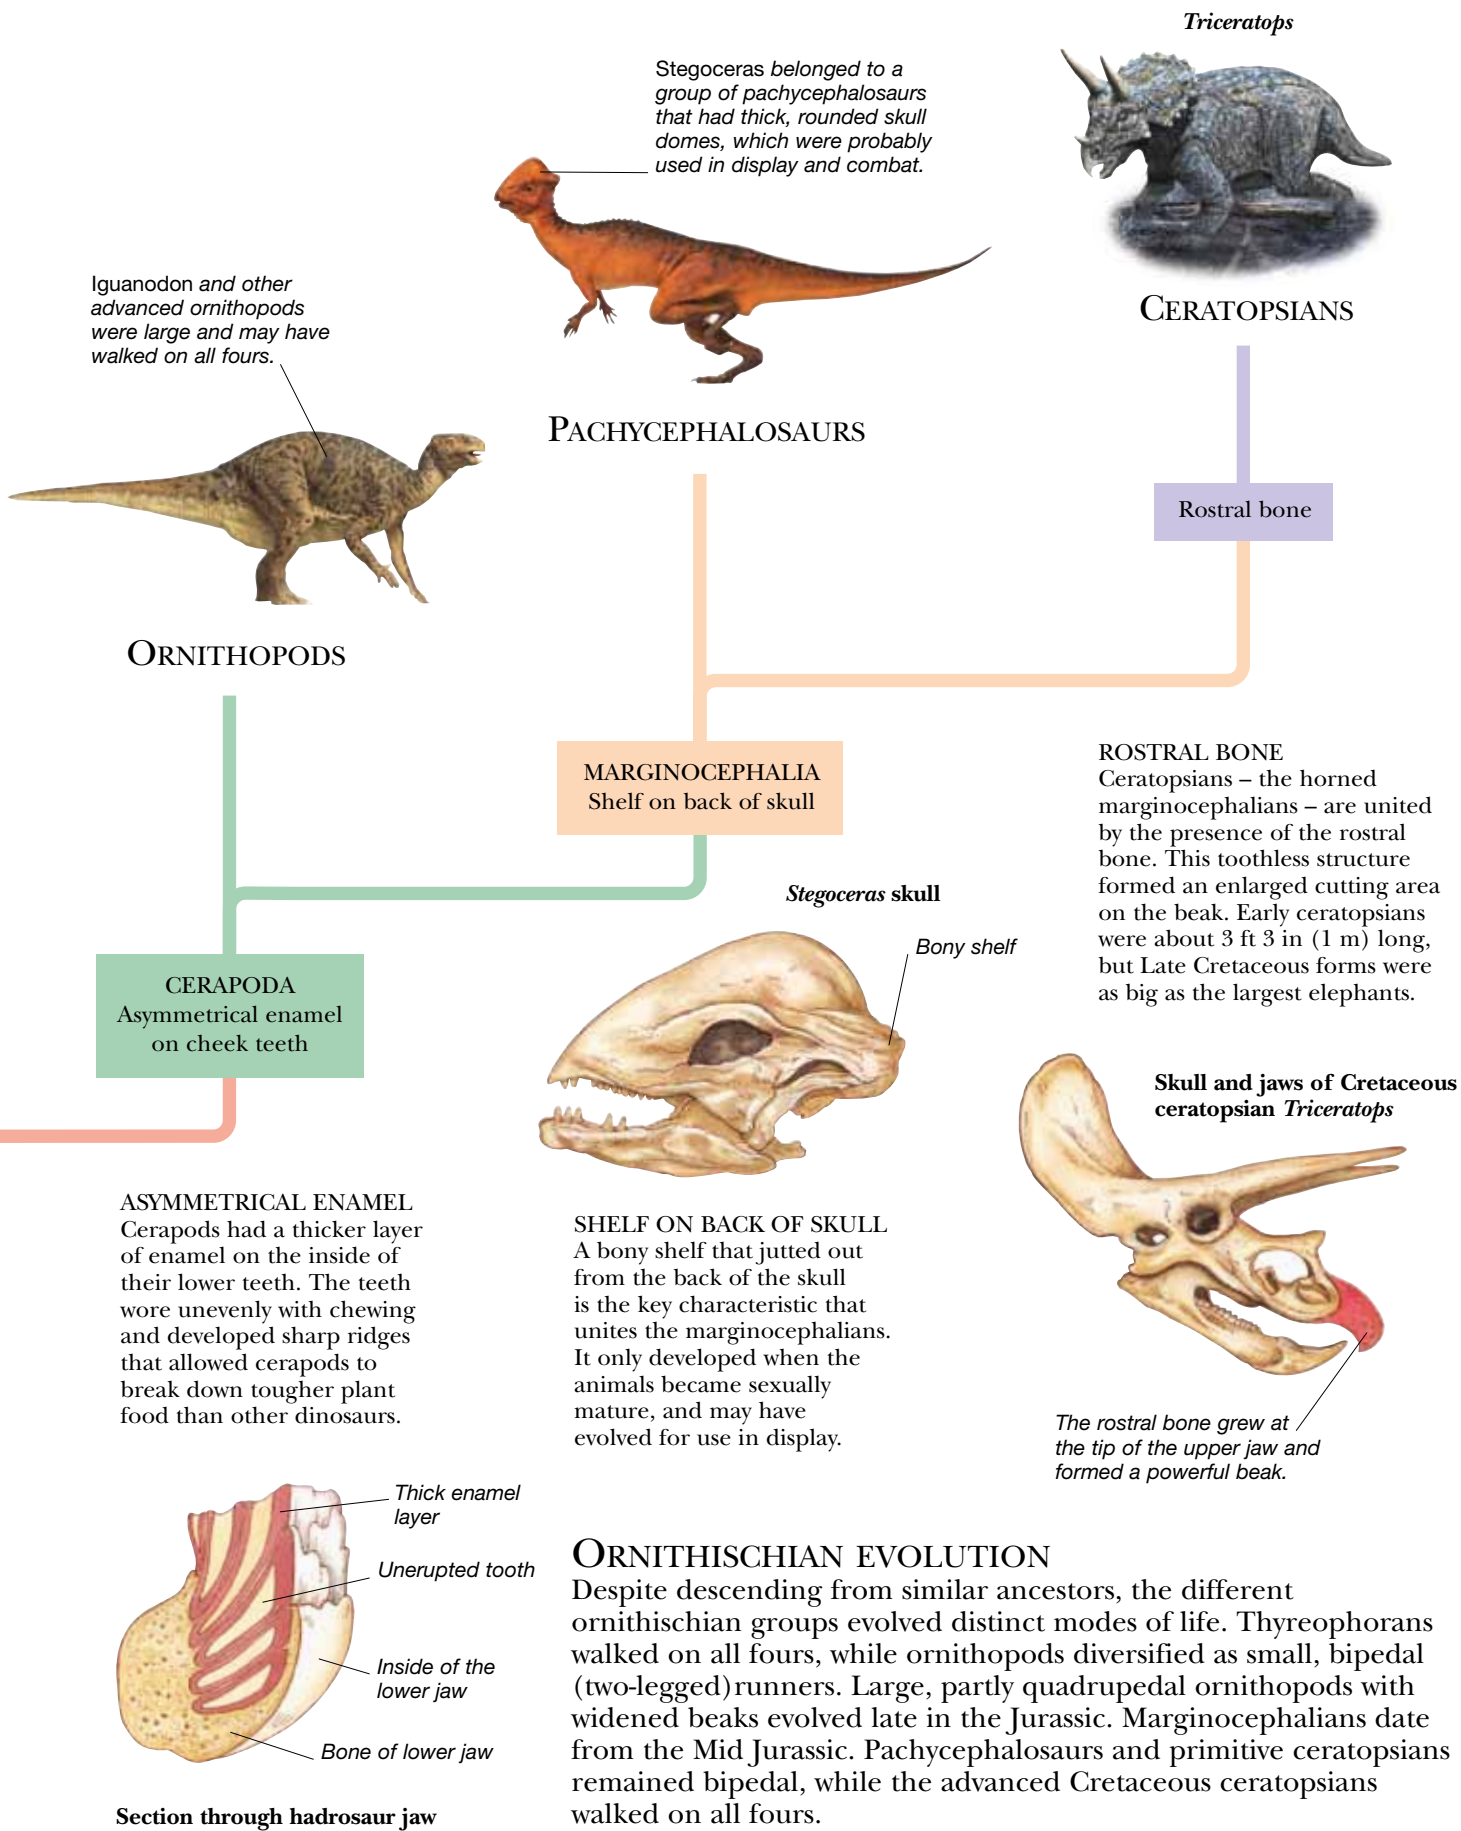 Triceratops
Stegoceras belonged to a
group of pachycephalosaurs
that had thick, rounded skull
domes, which were probably
used in display and combat.
Iguanodon and other
advanced ornithopods
were large and may have
walked on all fours.
CERATOPSIANS
PACHYCEPHALOSAURS
Rostral bone
ORNITHOPODS
MARGINOCEPHALIA
Shelf on back of skull
ROSTRAL BONE
Ceratopsians – the horned
marginocephalians – are united
by the presence of the rostral
bone. This toothless structure
formed an enlarged cutting area
on the beak. Early ceratopsians
were about 3 ft 3 in (1 m) long,
but Late Cretaceous forms were
as big as the largest elephants.
Stegoceras skull
Bony shelf
CERAPODA
Asymmetrical enamel
on cheek teeth
Skull and jaws of Cretaceous
ceratopsian Triceratops
ASYMMETRICAL ENAMEL
Cerapods had a thicker layer
of enamel on the inside of
their lower teeth. The teeth
wore unevenly with chewing
and developed sharp ridges
that allowed cerapods to
break down tougher plant
food than other dinosaurs.
SHELF ON BACK OF SKULL
A bony shelf that jutted out
from the back of the skull
is the key characteristic that
unites the marginocephalians.
It only developed when the
animals became sexually
mature, and may have
evolved for use in display.
The rostral bone grew at
the tip of the upper jaw and
formed a powerful beak.
Thick enamel
layer
Unerupted tooth
Inside of the
lower jaw
Bone of lower jaw
Section through hadrosaur jaw
ORNITHISCHIAN EVOLUTION
Despite descending from similar ancestors, the different
ornithischian groups evolved distinct modes of life. Thyreophorans
walked on all fours, while ornithopods diversified as small, bipedal
(two-legged)runners. Large, partly quadrupedal ornithopods with
widened beaks evolved late in the Jurassic. Marginocephalians date
from the Mid Jurassic. Pachycephalosaurs and primitive ceratopsians
remained bipedal, while the advanced Cretaceous ceratopsians
walked on all fours.